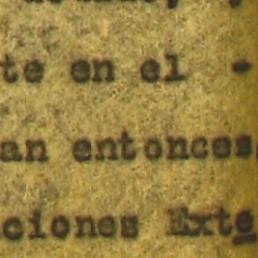 te en el -
an entonces,
ciones Exte